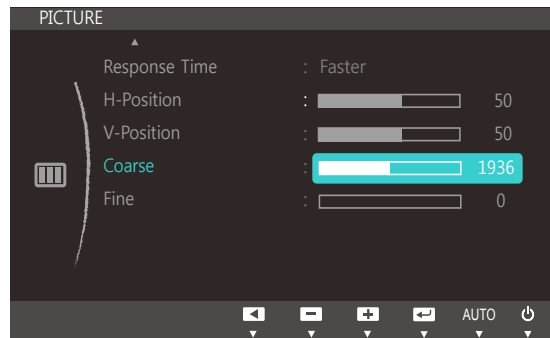 PICTURE
Response Time : Faster
H-Position : 50
V-Position : 50
Coarse : 1936
Fine : 0
AUTO